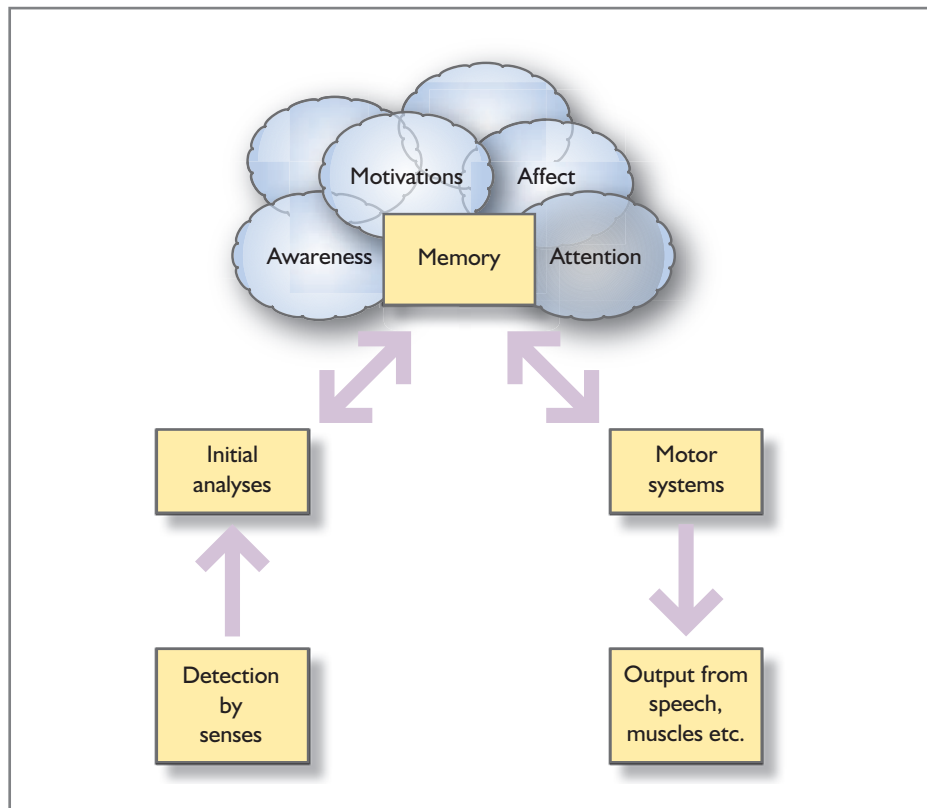 Motivations
Affect
Awareness
Memory
Attention
Initial
analyses
Motor
systems
Detection
by
senses
Output from
speech,
muscles etc.